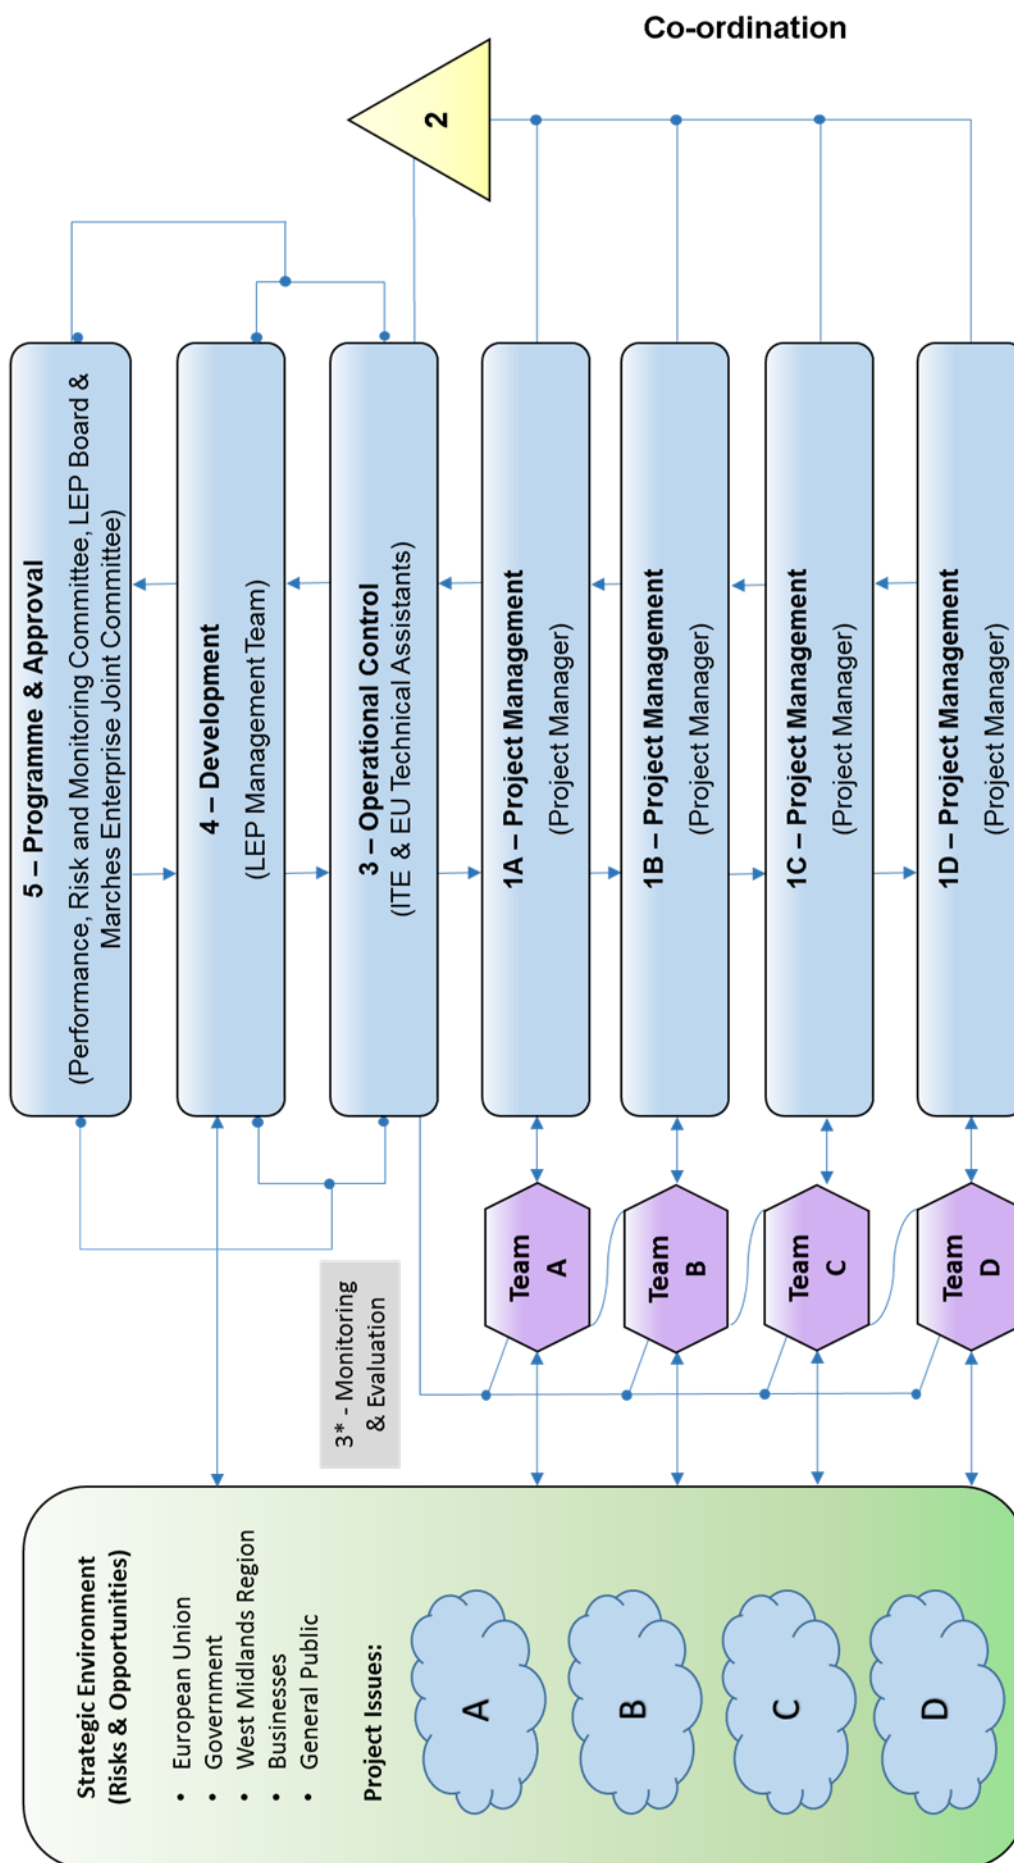 Co-ordination
2
5 – Programme & Approval
(Performance, Risk and Monitoring Committee, LEP Board &
Marches Enterprise Joint Committee)
4 – Development
(LEP Management Team)
3 – Operational Control
(ITE & EU Technical Assistants)
1A – Project Management
(Project Manager)
1B – Project Management
(Project Manager)
1C – Project Management
(Project Manager)
1D – Project Management
(Project Manager)
Team
A
Team
B
Team
C
Team
D
3* - Monitoring
& Evaluation
Strategic Environment
(Risks & Opportunities)
• European Union
• Government
• West Midlands Region
• Businesses
• General Public
Project Issues:
A
B
C
D